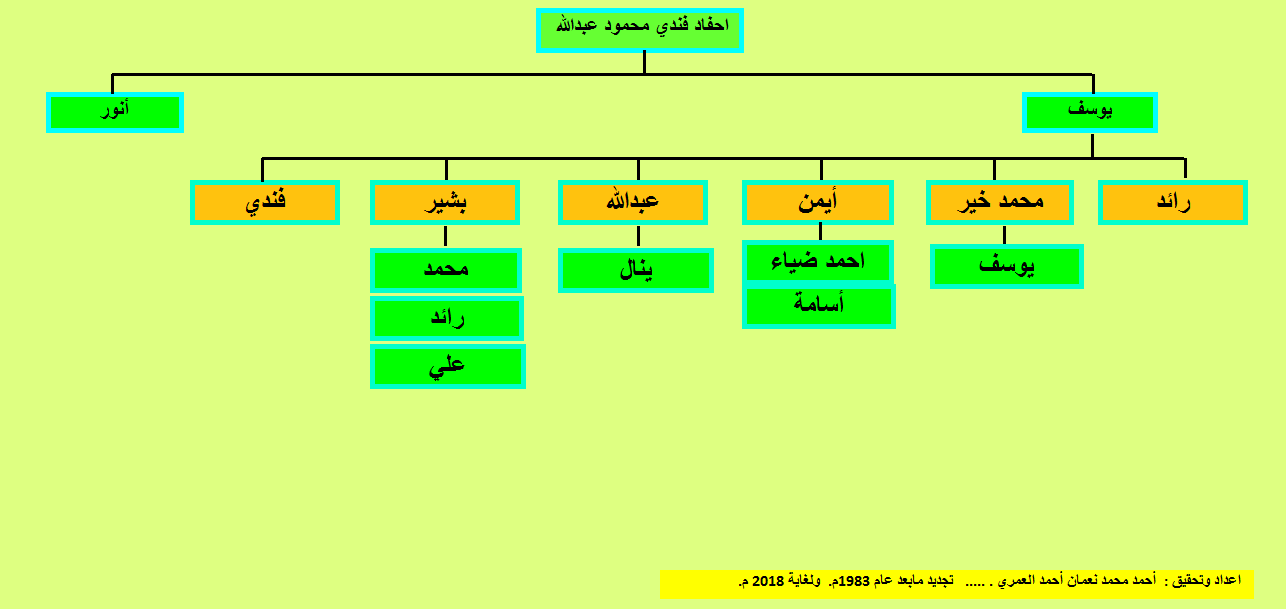 احفاد فندي محمود عبدالله
يوسف
أنور
رائد
محمد خير
أيمن
عبدالله
بشير
فندي
يوسف
احمد ضياء
أسامة
ينال
محمد
رائد
علي
اعداد وتحقيق : أحمد محمد نعمان أحمد العمري . ..... تجديد مابعد عام 1983م. ولغاية 2018 م.